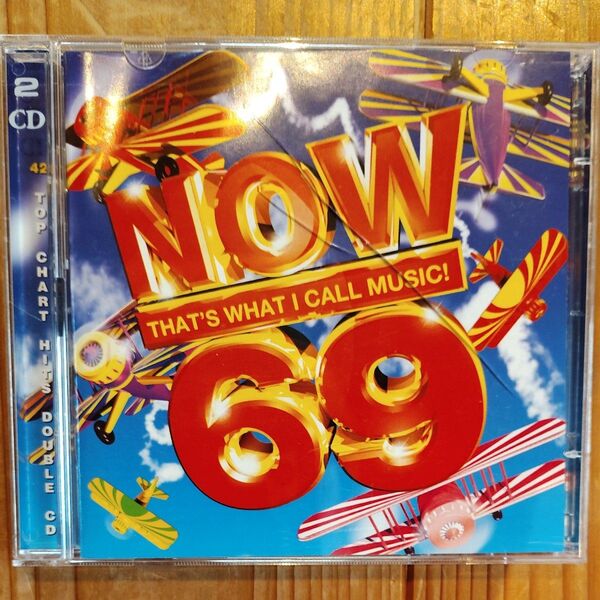 2
CD
42 TOP CHART HITS DOUBLE CD
NOW
THAT'S WHAT I CALL MUSIC!
69